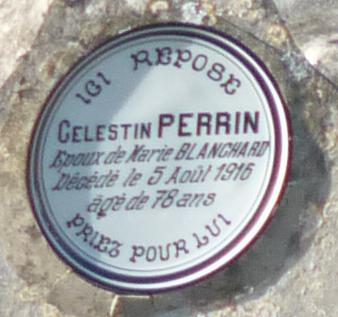 ICI REPOSE
CELESTIN PERRIN
Epoux de Marie BLANCHARD
Décédé le 5 Août 1916
âgé de 78 ans
PRIEZ POUR LUI